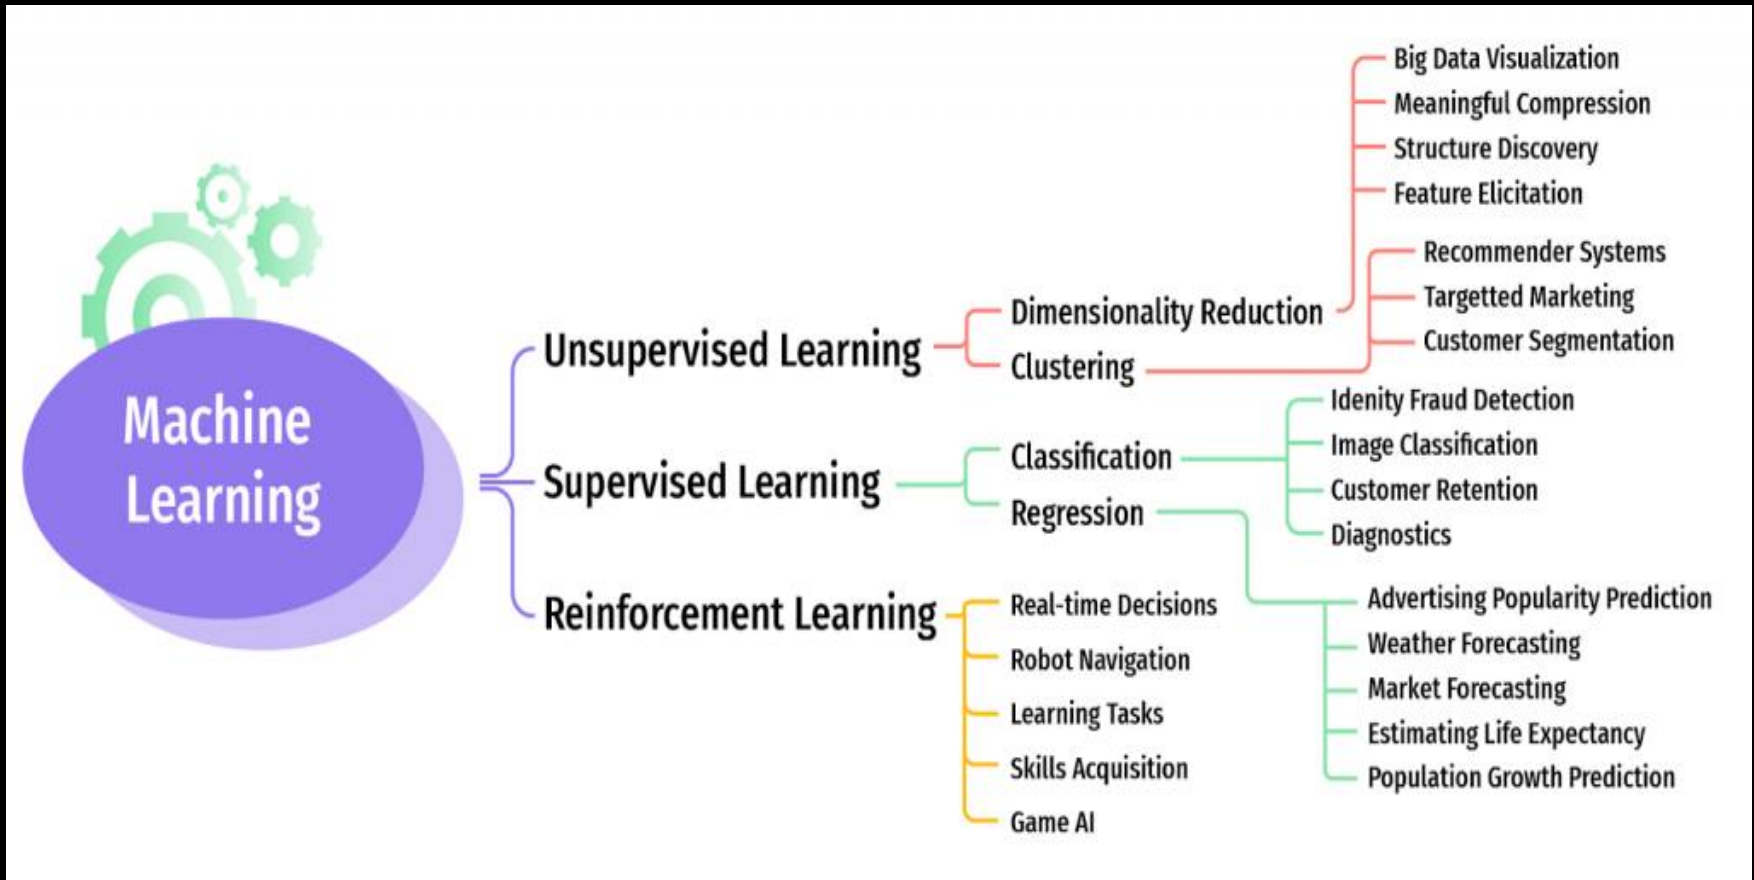 Machine
Learning
Unsupervised Learning
Dimensionality Reduction
Big Data Visualization
Meaningful Compression
Structure Discovery
Feature Elicitation
Clustering
Recommender Systems
Targetted Marketing
Customer Segmentation
Supervised Learning
Classification
Idenity Fraud Detection
Image Classification
Customer Retention
Diagnostics
Regression
Advertising Popularity Prediction
Weather Forecasting
Market Forecasting
Estimating Life Expectancy
Population Growth Prediction
Reinforcement Learning
Real-time Decisions
Robot Navigation
Learning Tasks
Skills Acquisition
Game AI